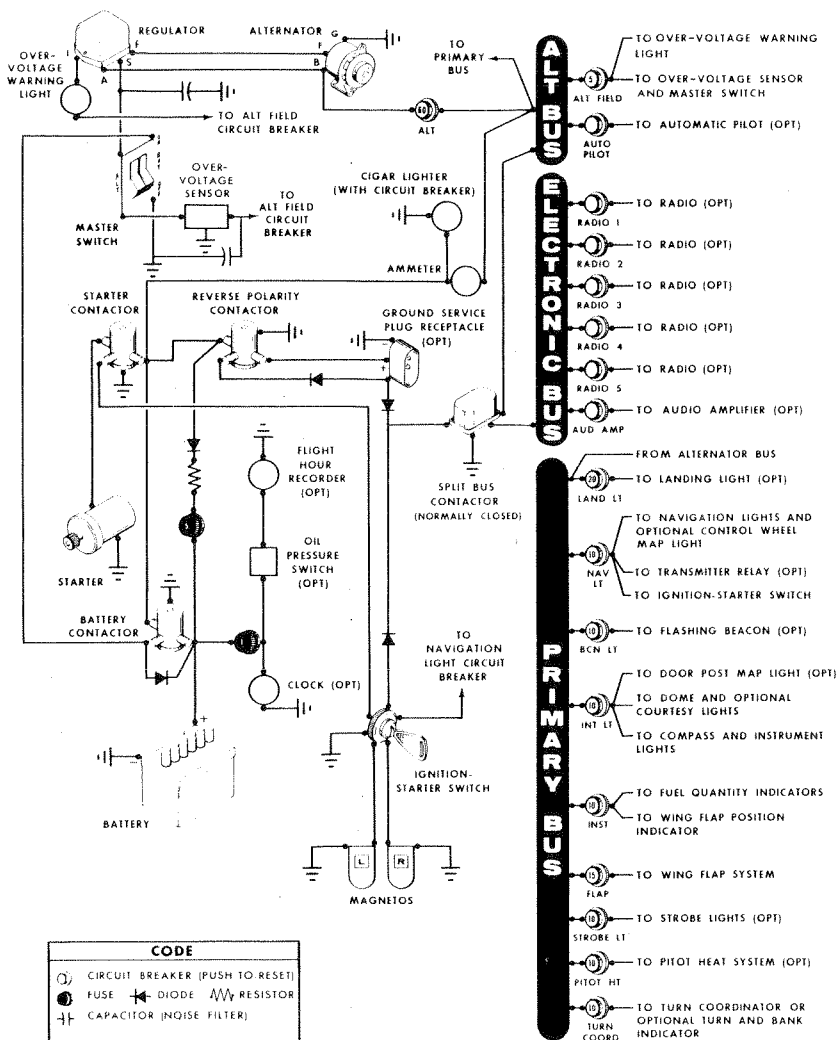 REGULATOR
ALTERNATOR
G
I
F
S
A
F
B
OVER-
VOLTAGE
WARNING
LIGHT
TO ALT FIELD
CIRCUIT BREAKER
60
ALT
TO
PRIMARY
BUS
OVER-
VOLTAGE
SENSOR
TO
ALT FIELD
CIRCUIT
BREAKER
MASTER
SWITCH
CIGAR LIGHTER
(WITH CIRCUIT BREAKER)
AMMETER
STARTER
CONTACTOR
REVERSE POLARITY
CONTACTOR
GROUND SERVICE
PLUG RECEPTACLE
(OPT)
-
+
SPLIT BUS
CONTACTOR
(NORMALLY CLOSED)
FLIGHT
HOUR
RECORDER
(OPT)
OIL
PRESSURE
SWITCH
(OPT)
STARTER
BATTERY
CONTACTOR
CLOCK (OPT)
TO
NAVIGATION
LIGHT CIRCUIT
BREAKER
+
BATTERY
IGNITION-
STARTER SWITCH
L
R
MAGNETOS
ALT BUS
5
ALT FIELD
TO OVER-VOLTAGE WARNING
LIGHT
TO OVER-VOLTAGE SENSOR
AND MASTER SWITCH
AUTO
PILOT
TO AUTOMATIC PILOT (OPT)
ELECTRONIC BUS
RADIO 1
TO RADIO (OPT)
RADIO 2
TO RADIO (OPT)
RADIO 3
TO RADIO (OPT)
RADIO 4
TO RADIO (OPT)
RADIO 5
TO RADIO (OPT)
AUD AMP
TO AUDIO AMPLIFIER (OPT)
PRIMARY BUS
FROM ALTERNATOR BUS
20
LAND LT
TO LANDING LIGHT (OPT)
10
NAV
LT
TO NAVIGATION LIGHTS AND
OPTIONAL CONTROL WHEEL
MAP LIGHT
TO TRANSMITTER RELAY (OPT)
TO IGNITION-STARTER SWITCH
10
BCN LT
TO FLASHING BEACON (OPT)
10
INT LT
TO DOOR POST MAP LIGHT (OPT)
TO DOME AND OPTIONAL
COURTESY LIGHTS
TO COMPASS AND INSTRUMENT
LIGHTS
10
INST
TO FUEL QUANTITY INDICATORS
TO WING FLAP POSITION
INDICATOR
15
FLAP
TO WING FLAP SYSTEM
10
STROBE LT
TO STROBE LIGHTS (OPT)
10
PITOT HT
TO PITOT HEAT SYSTEM (OPT)
10
TURN
COORD
TO TURN COORDINATOR OR
OPTIONAL TURN AND BANK
INDICATOR
CODE
CIRCUIT BREAKER (PUSH TO RESET)
FUSE DIODE RESISTOR
CAPACITOR (NOISE FILTER)